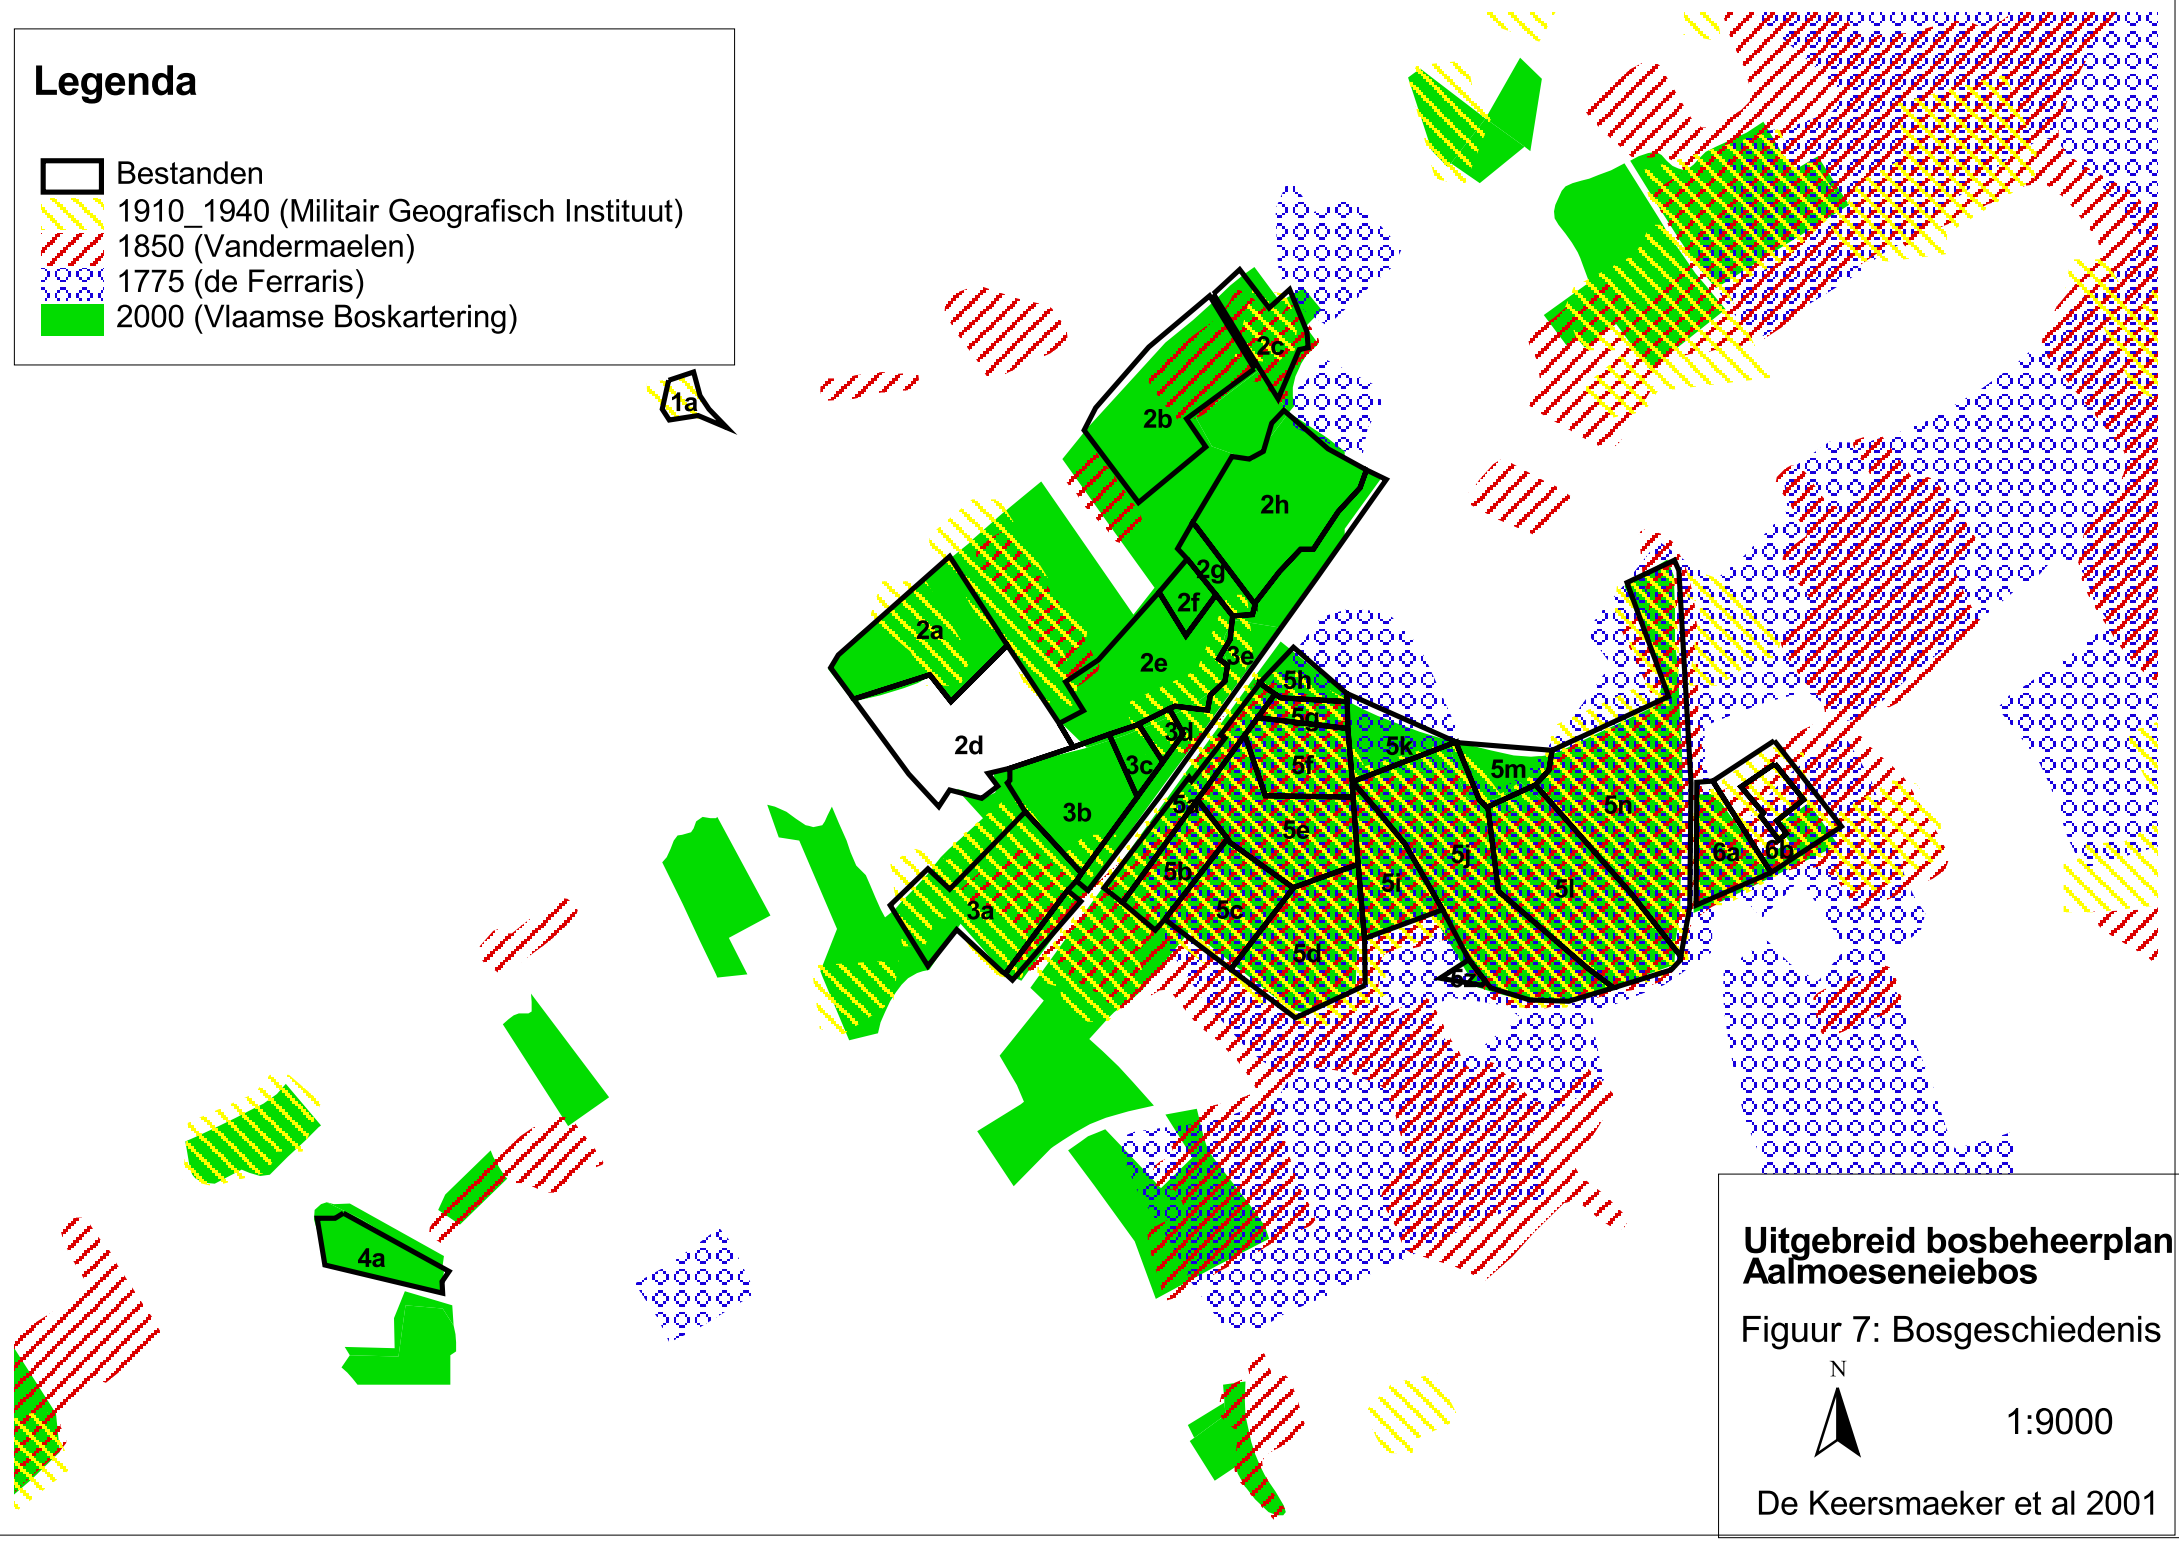 Legenda
Bestanden
1910_1940 (Militair Geografisch Instituut)
1850 (Vandermaelen)
1775 (de Ferraris)
2000 (Vlaamse Boskartering)
1a
2c
2b
2h
2g
2f
2a
2e
3e
5h
5g
2d
3d
5k
3c
5f
5m
5a
5n
3b
5e
6a
6b
5j
5b
5i
5l
3a
5c
5d
5z
4a
Uitgebreid bosbeheerplan
Aalmoeseneiebos
Figuur 7: Bosgeschiedenis
N
1:9000
De Keersmaeker et al 2001